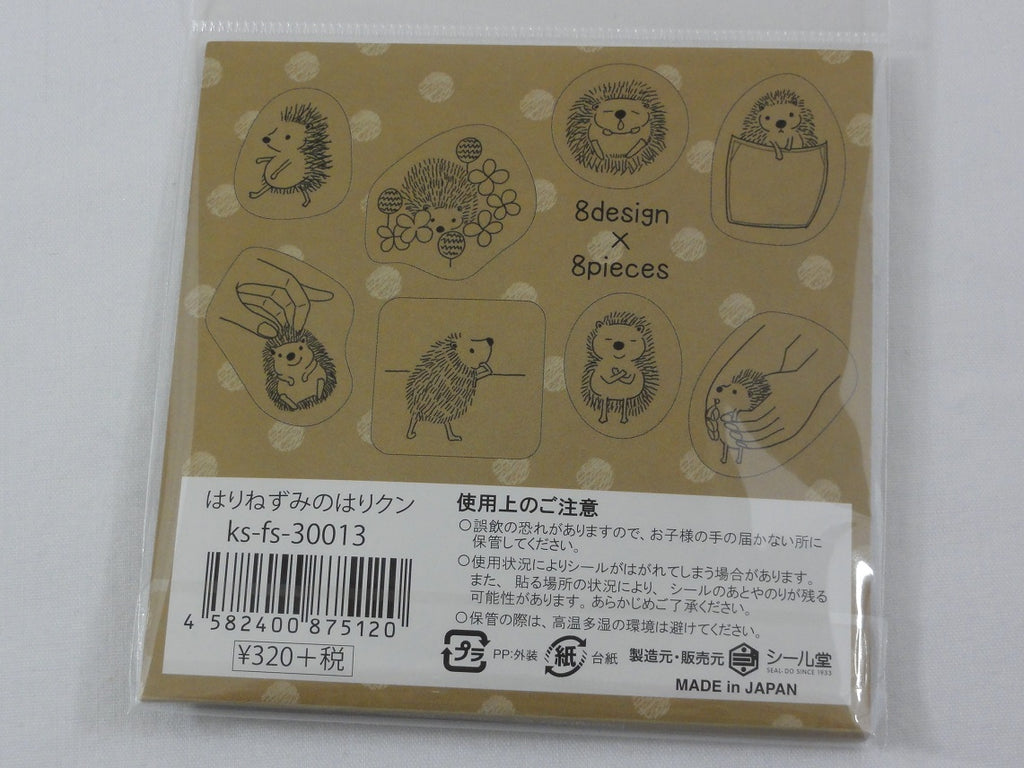 8design
×
8pieces
はりねずみのはりクン
ks-fs-30013
4 582400 875120
¥320+税
使用上のご注意
○誤飲の恐れがありますので、お子様の手の届かない所に
保管してください。
○使用状況によりシールがはがれてしまう場合があります。
また、貼る場所の状況により、シールのあとやのりが残る
可能性があります。あらかじめご了承ください。
○保管の際は、高温多湿の環境は避けてください。
プラ PP:外装 紙 台紙 製造元・販売元 シール堂
SEAL-DO SINCE 1933
MADE in JAPAN